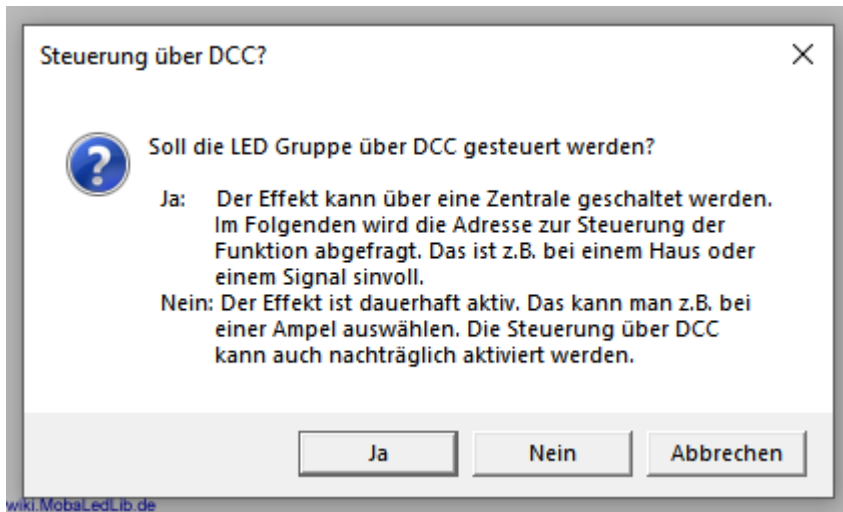 Steuerung über DCC?
Soll die LED Gruppe über DCC gesteuert werden?
Ja: Der Effekt kann über eine Zentrale geschaltet werden.
Im Folgenden wird die Adresse zur Steuerung der
Funktion abgefragt. Das ist z.B. bei einem Haus oder
einem Signal sinvoll.
Nein: Der Effekt ist dauerhaft aktiv. Das kann man z.B. bei
einer Ampel auswählen. Die Steuerung über DCC
kann auch nachträglich aktiviert werden.
Ja
Nein
Abbrechen
wiki.MobaLedLib.de